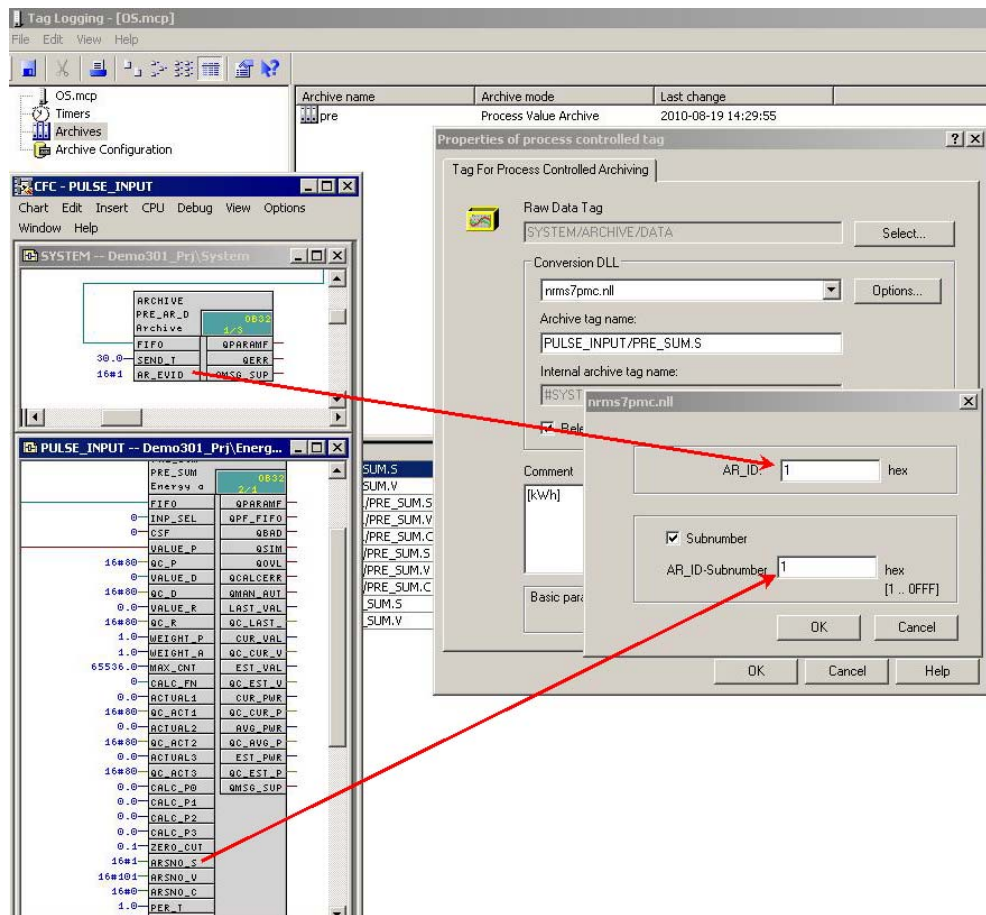 Tag Logging - [OS.mcp]
File Edit View Help
OS.mcp
Timers
Archives
Archive Configuration
Archive name Archive mode Last change
pre Process Value Archive 2010-08-19 14:29:55
Properties of process controlled tag
Tag For Process Controlled Archiving
Raw Data Tag
SYSTEM/ARCHIVE/DATA
Select...
Conversion DLL
nrms7pmc.nll
Options...
Archive tag name:
PULSE_INPUT/PRE_SUM.S
Internal archive tag name:
#SYST
Rele
Comment
[kWh]
Basic para
OK Cancel Help
nrms7pmc.nll
AR_ID: 1 hex
Subnumber
AR_ID-Subnumber 1 hex
[1 .. 0FFF]
OK Cancel
CFC - PULSE_INPUT
Chart Edit Insert CPU Debug View Options
Window Help
SYSTEM -- Demo301_Prj\System
ARCHIVE
PRE_AR_D
Archive OB32
1/3
FIFO QPARAMF
30.0 SEND_T QERR
16#1 AR_EVID QMSG_SUP
PULSE_INPUT -- Demo301_Prj\Energ...
PRE_SUM
Energy a OB32
2/1
FIFO QPARAMF
0 INP_SEL QPF_FIFO
0 CSF QBAD
VALUE_P QSIM
16#80 QC_P QOVL
0 VALUE_D QCALCERR
16#80 QC_D QMAN_AUT
0.0 VALUE_R LAST_VAL
16#80 QC_R QC_LAST_
1.0 WEIGHT_P CUR_VAL
1.0 WEIGHT_A QC_CUR_V
65536.0 MAX_CNT EST_VAL
0 CALC_FN QC_EST_V
0.0 ACTUAL1 CUR_PWR
16#80 QC_ACT1 QC_CUR_P
0.0 ACTUAL2 AVG_PWR
16#80 QC_ACT2 QC_AVG_P
0.0 ACTUAL3 EST_PWR
16#80 QC_ACT3 QC_EST_P
0.0 CALC_P0 QMSG_SUP
0.0 CALC_P1
0.0 CALC_P2
0.0 CALC_P3
0.1 ZERO_CUT
16#1 ARSNO_S
16#101 ARSNO_V
16#0 ARSNO_C
1.0 PER_T
SUM.S
SUM.V
/PRE_SUM.S
/PRE_SUM.V
/PRE_SUM.C
/PRE_SUM.S
/PRE_SUM.V
/PRE_SUM.C
_SUM.S
_SUM.V